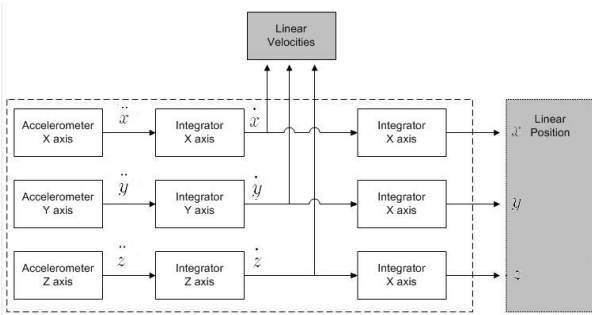 Linear
Velocities
Accelerometer
X axis
ẍ
Integrator
X axis
ẋ
Integrator
X axis
x
Linear
Position
Accelerometer
Y axis
ÿ
Integrator
Y axis
ẏ
Integrator
X axis
y
Accelerometer
Z axis
z̈
Integrator
Z axis
ż
Integrator
X axis
z